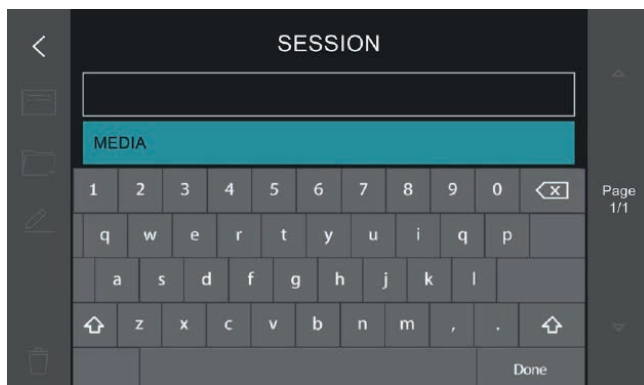 SESSION
MEDIA
1 2 3 4 5 6 7 8 9 0
Page
1/1
q w e r t y u i q p
a s d f g h j k l
z x c v b n m , .
Done